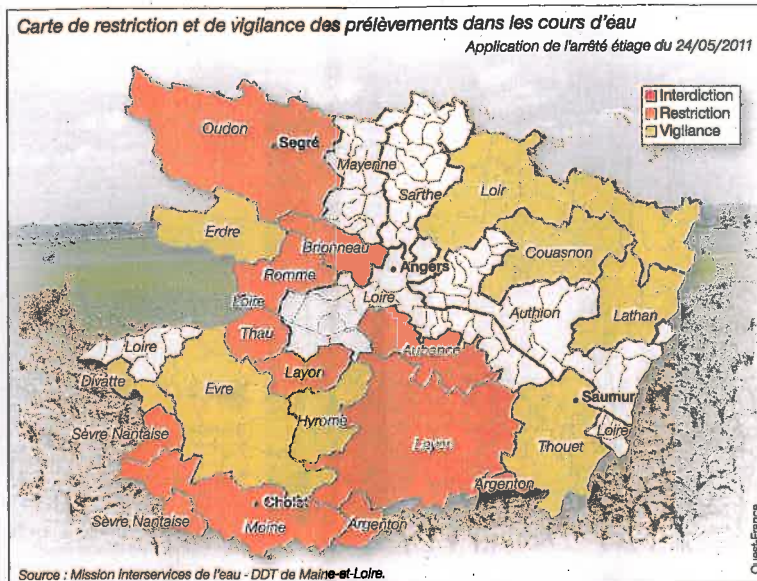 Carte de restriction et de vigilance des prélèvements dans les cours d'eau
Application de l'arrêté étiage du 24/05/2011
Interdiction
Restriction
Vigilance
Oudon
Segré
Mayenne
Sarthe
Loir
Erdre
Brionneau
Couasnon
Romme
Angers
Loire
Loire
Authion
Lathan
Thau
Aubance
Loire
Layon
Divatte
Evre
Saumur
Hyrome
Loire
Sèvre Nantaise
Layon
Thouet
Argenton
Cholet
Sèvre Nantaise
Moine
Argenton
Ouest-France
Source : Mission interservices de l'eau - DDT de Maine-et-Loire.